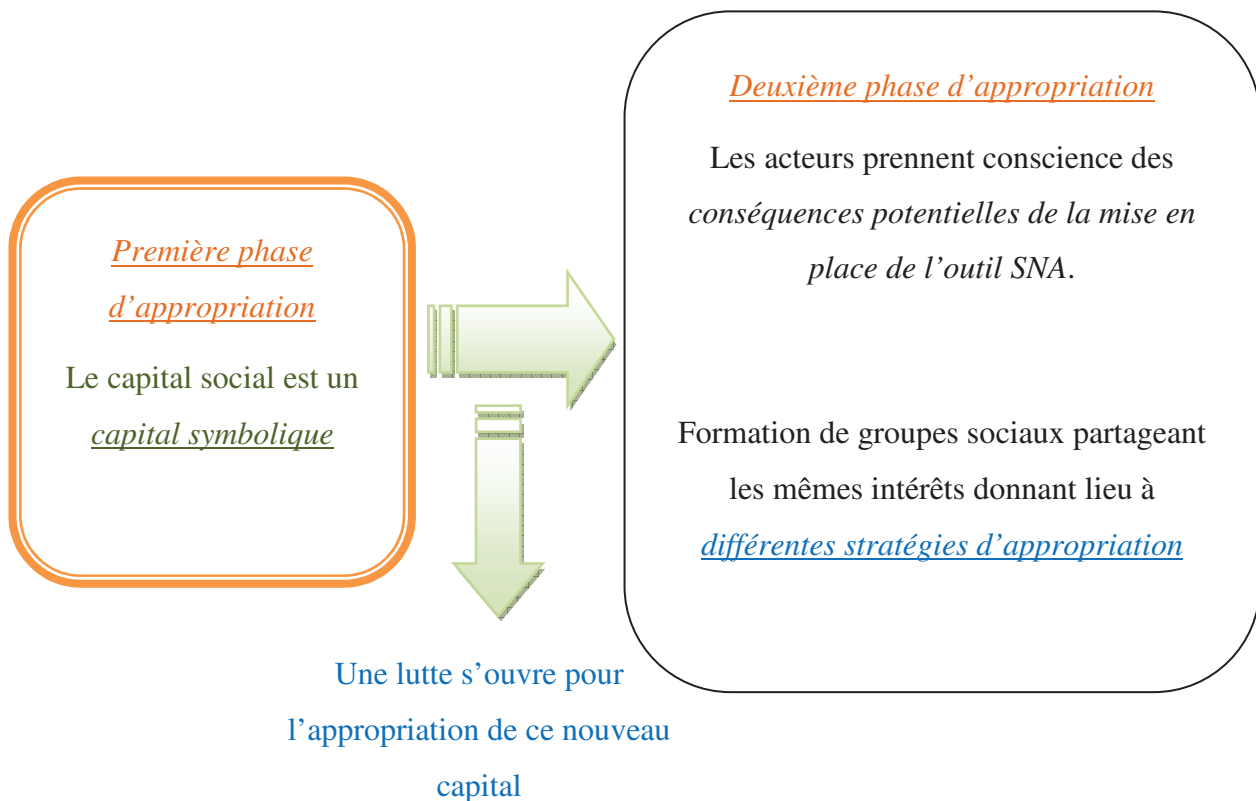 Première phase
d’appropriation
Le capital social est un
capital symbolique
Deuxième phase d’appropriation
Les acteurs prennent conscience des
conséquences potentielles de la mise en
place de l’outil SNA.
Formation de groupes sociaux partageant
les mêmes intérêts donnant lieu à
différentes stratégies d’appropriation
Une lutte s’ouvre pour
l’appropriation de ce nouveau
capital